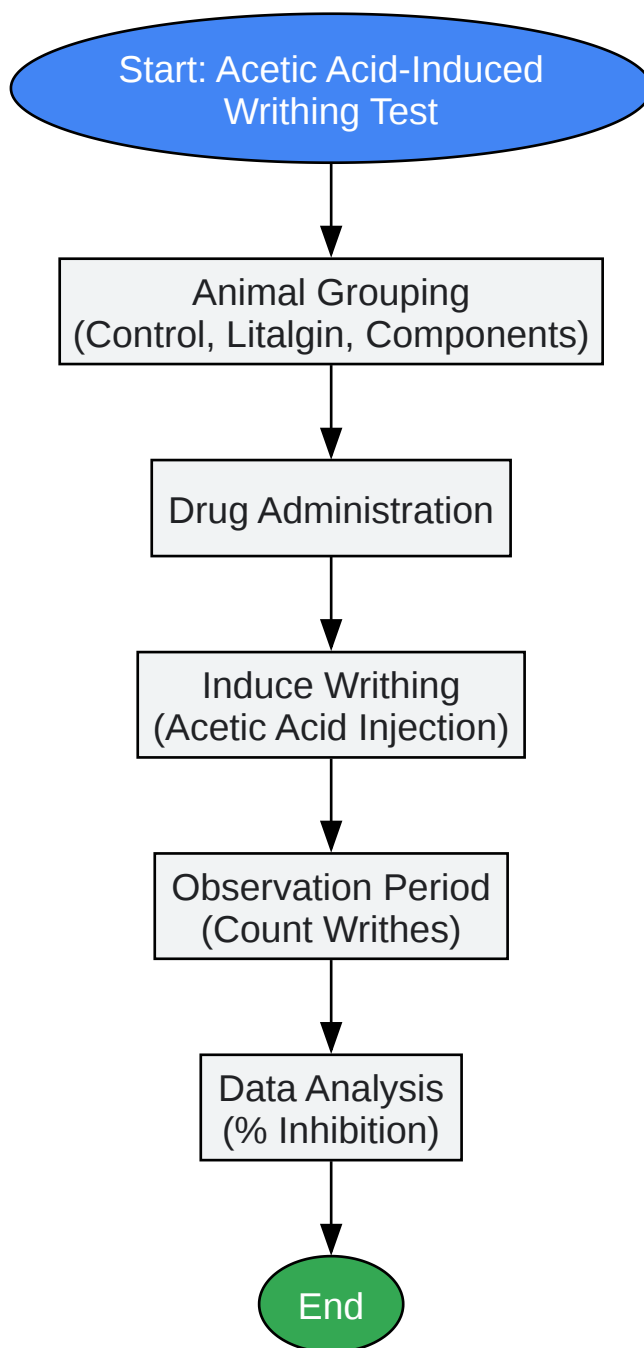 Start: Acetic Acid-Induced
Writhing Test
Animal Grouping
(Control, Litalgin, Components)
Drug Administration
Induce Writhing
(Acetic Acid Injection)
Observation Period
(Count Writhes)
Data Analysis
(% Inhibition)
End